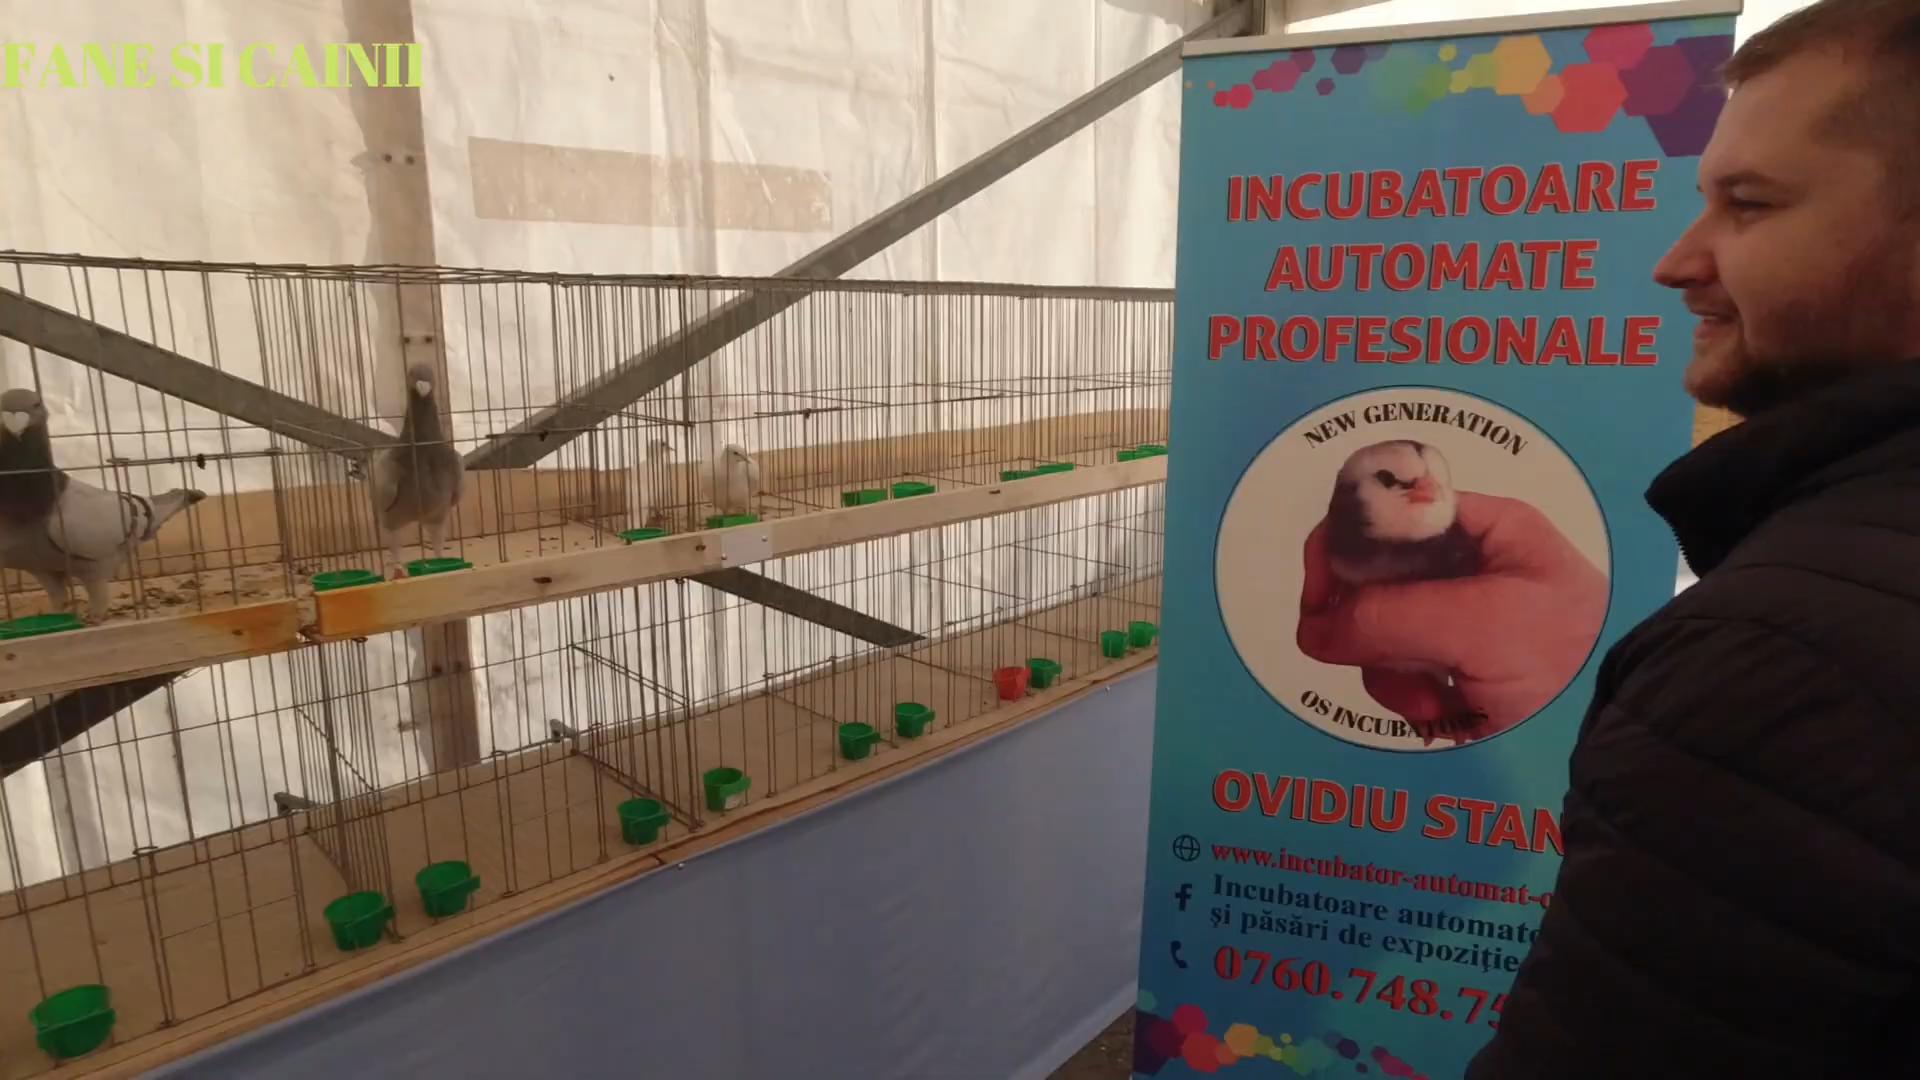 FANE SI CAINII
INCUBATOARE
AUTOMATE
PROFESIONALE
NEW GENERATION
OS INCUBATORS
OVIDIU STAN
www.incubator-automat-o
Incubatoare automate
și păsări de expoziţie
0760.748.75